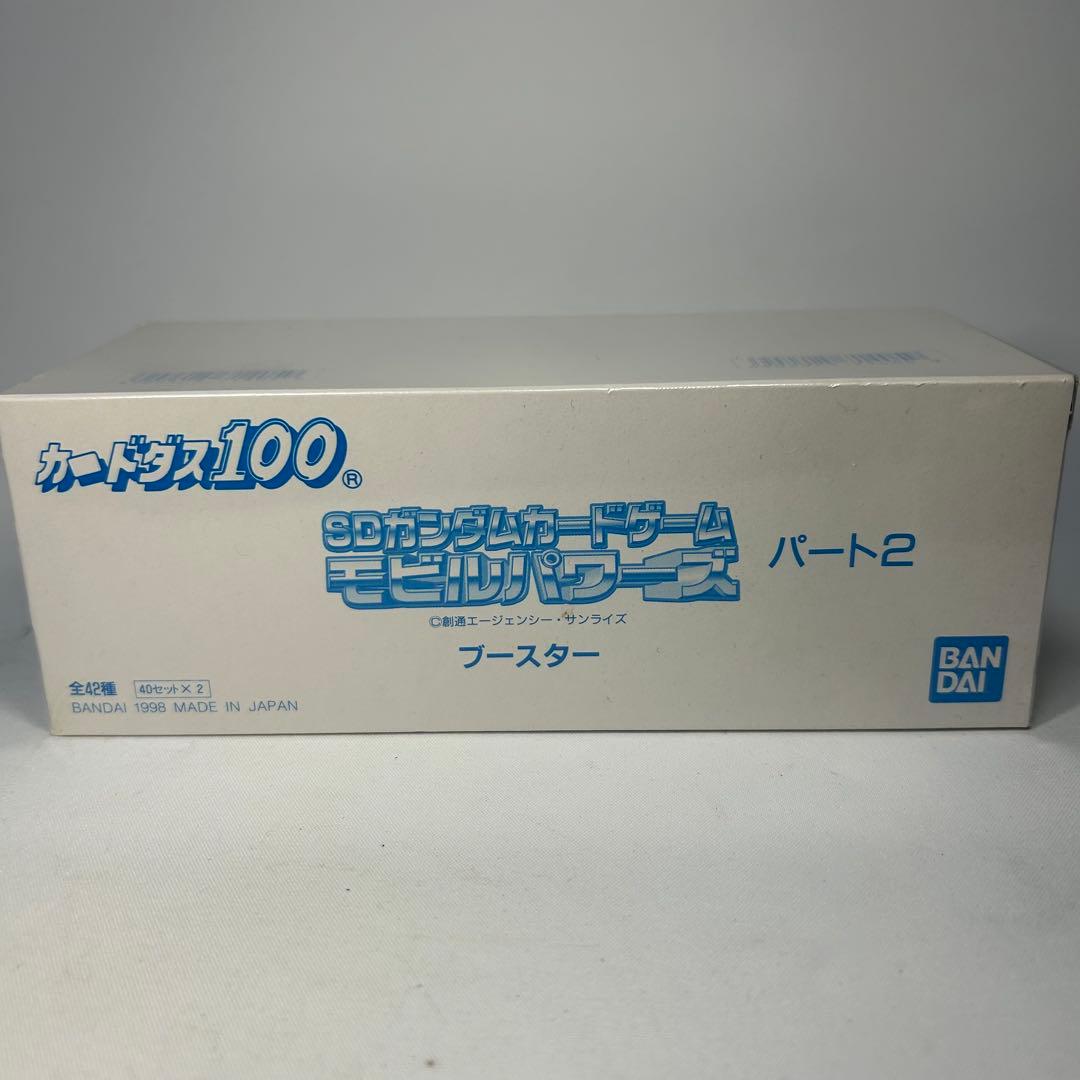 カードダス100®
SDガンダムカードゲーム
モビルパワーズ
パート2
©創通エージェンシー・サンライズ
ブースター
全42種 40セット×2
BANDAI 1998 MADE IN JAPAN
BAN
DAI